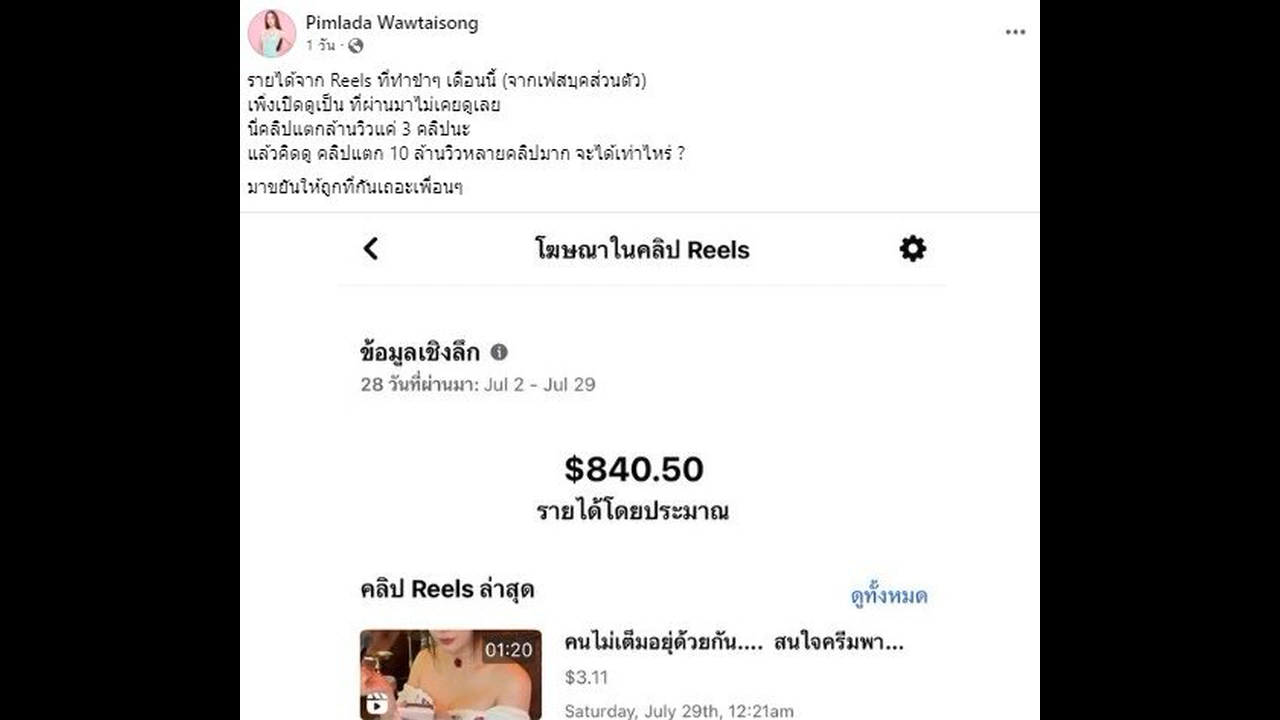 Pimlada Wawtaisong
1 วัน ·
รายได้จาก Reels ที่ทำขำๆ เดือนนี้ (จากเฟสบุคส่วนตัว)
เพิ่งเปิดดูเป็น ที่ผ่านมาไม่เคยดูเลย
นี่คลิปแตกล้านวิวแค่ 3 คลิปนะ
แล้วคิดดู คลิปแตก 10 ล้านวิวหลายคลิปมาก จะได้เท่าไหร่ ?
มาขยันให้ถูกที่กันเถอะเพื่อนๆ
โฆษณาในคลิป Reels
ข้อมูลเชิงลึก
28 วันที่ผ่านมา: Jul 2 - Jul 29
$840.50
รายได้โดยประมาณ
คลิป Reels ล่าสุด
ดูทั้งหมด
01:20
คนไม่เต็มอยู่ด้วยกัน.... สนใจครีมพา...
$3.11
Saturday, July 29th, 12:21am